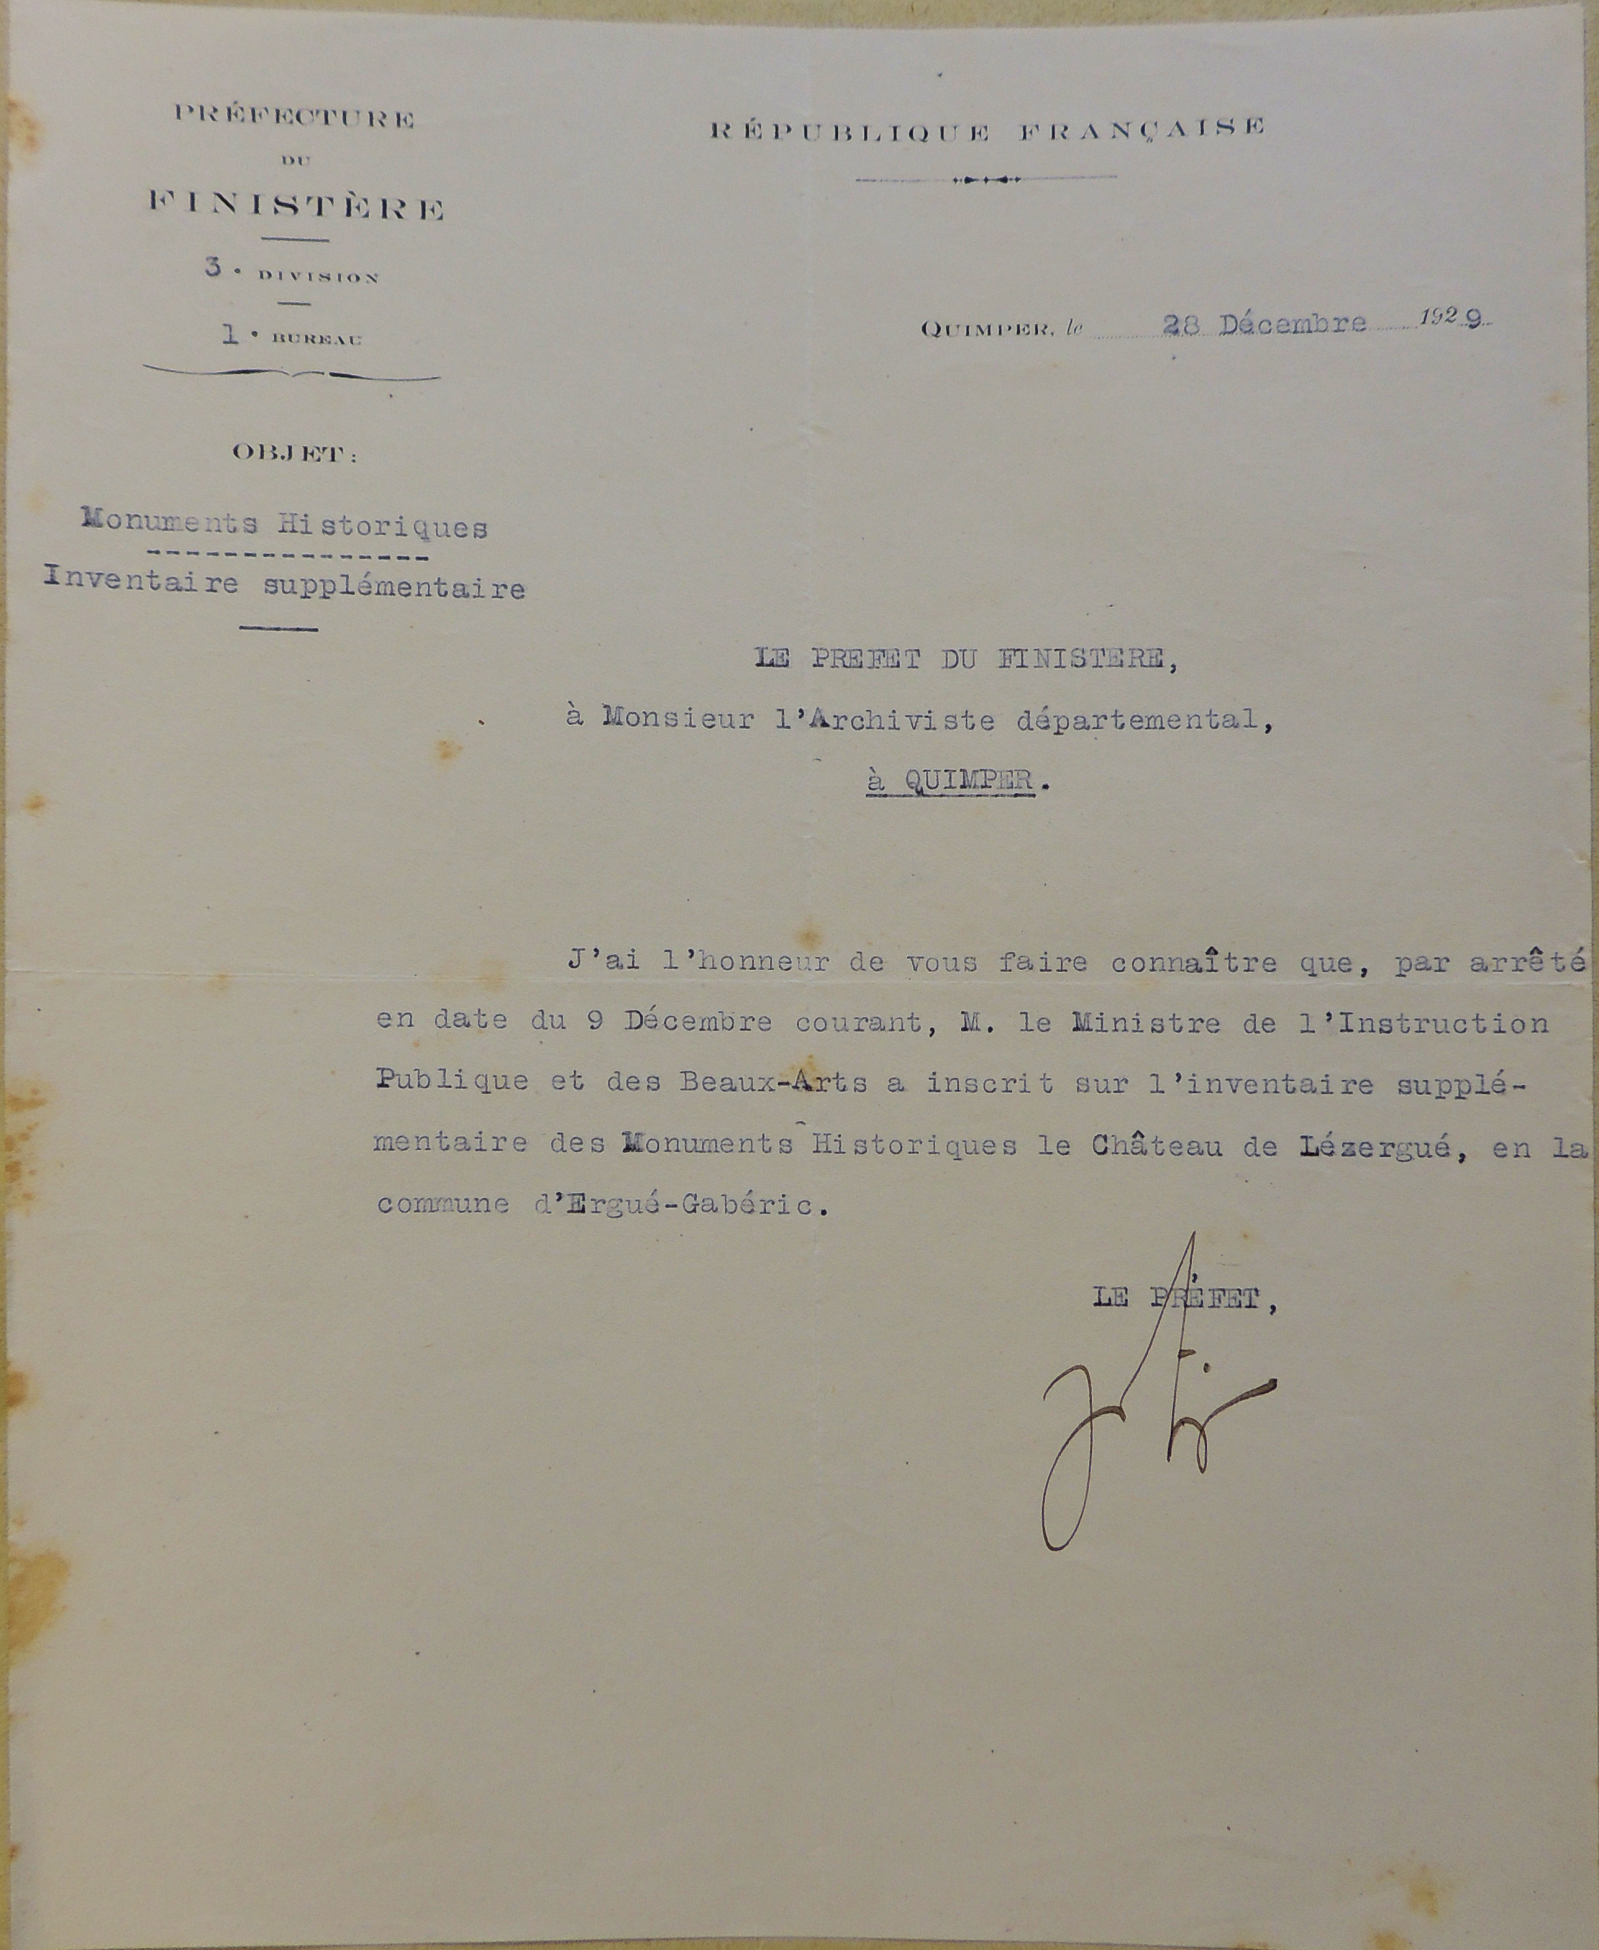 PRÉFECTURE
DU
FINISTÈRE
3e DIVISION
1e BUREAU
RÉPUBLIQUE FRANÇAISE
QUIMPER, le 28 Décembre 1929
OBJET:
Monuments Historiques
Inventaire supplémentaire
LE PREFET DU FINISTERE,
à Monsieur l'Archiviste départemental,
à QUIMPER.
J'ai l'honneur de vous faire connaître que, par arrêté
en date du 9 Décembre courant, M. le Ministre de l'Instruction
Publique et des Beaux-Arts a inscrit sur l'inventaire supplé-
mentaire des Monuments Historiques le Château de Lézergué, en la
commune d'Ergué-Gabéric.
LE PRÉFET,